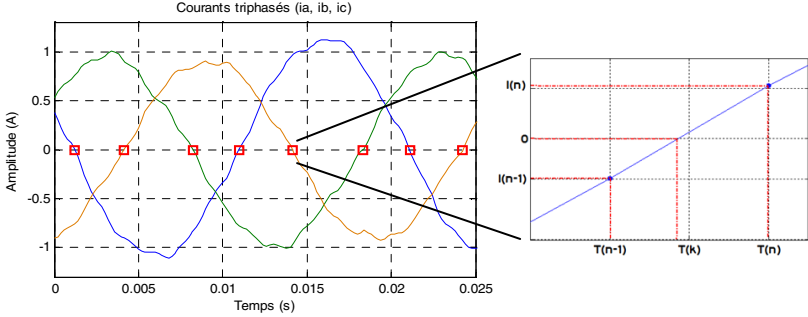 Courants triphasés (ia, ib, ic)
Amplitude (A)
1
0.5
0
-0.5
-1
0
0.005
0.01
0.015
0.02
0.025
Temps (s)
I(n)
0
I(n-1)
T(n-1)
T(k)
T(n)